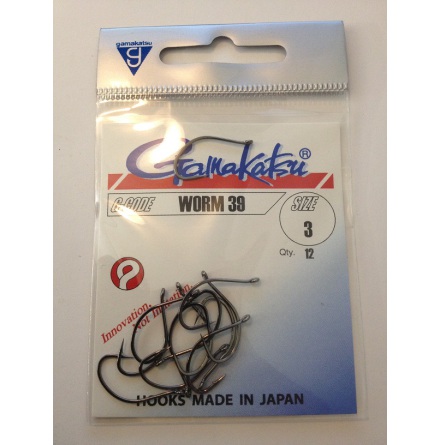 gamakatsu
G
Gamakatsu®
G-CODE WORM 39 SIZE
3
Qty. 12
Innovation,
Not Imitation.
HOOKS MADE IN JAPAN